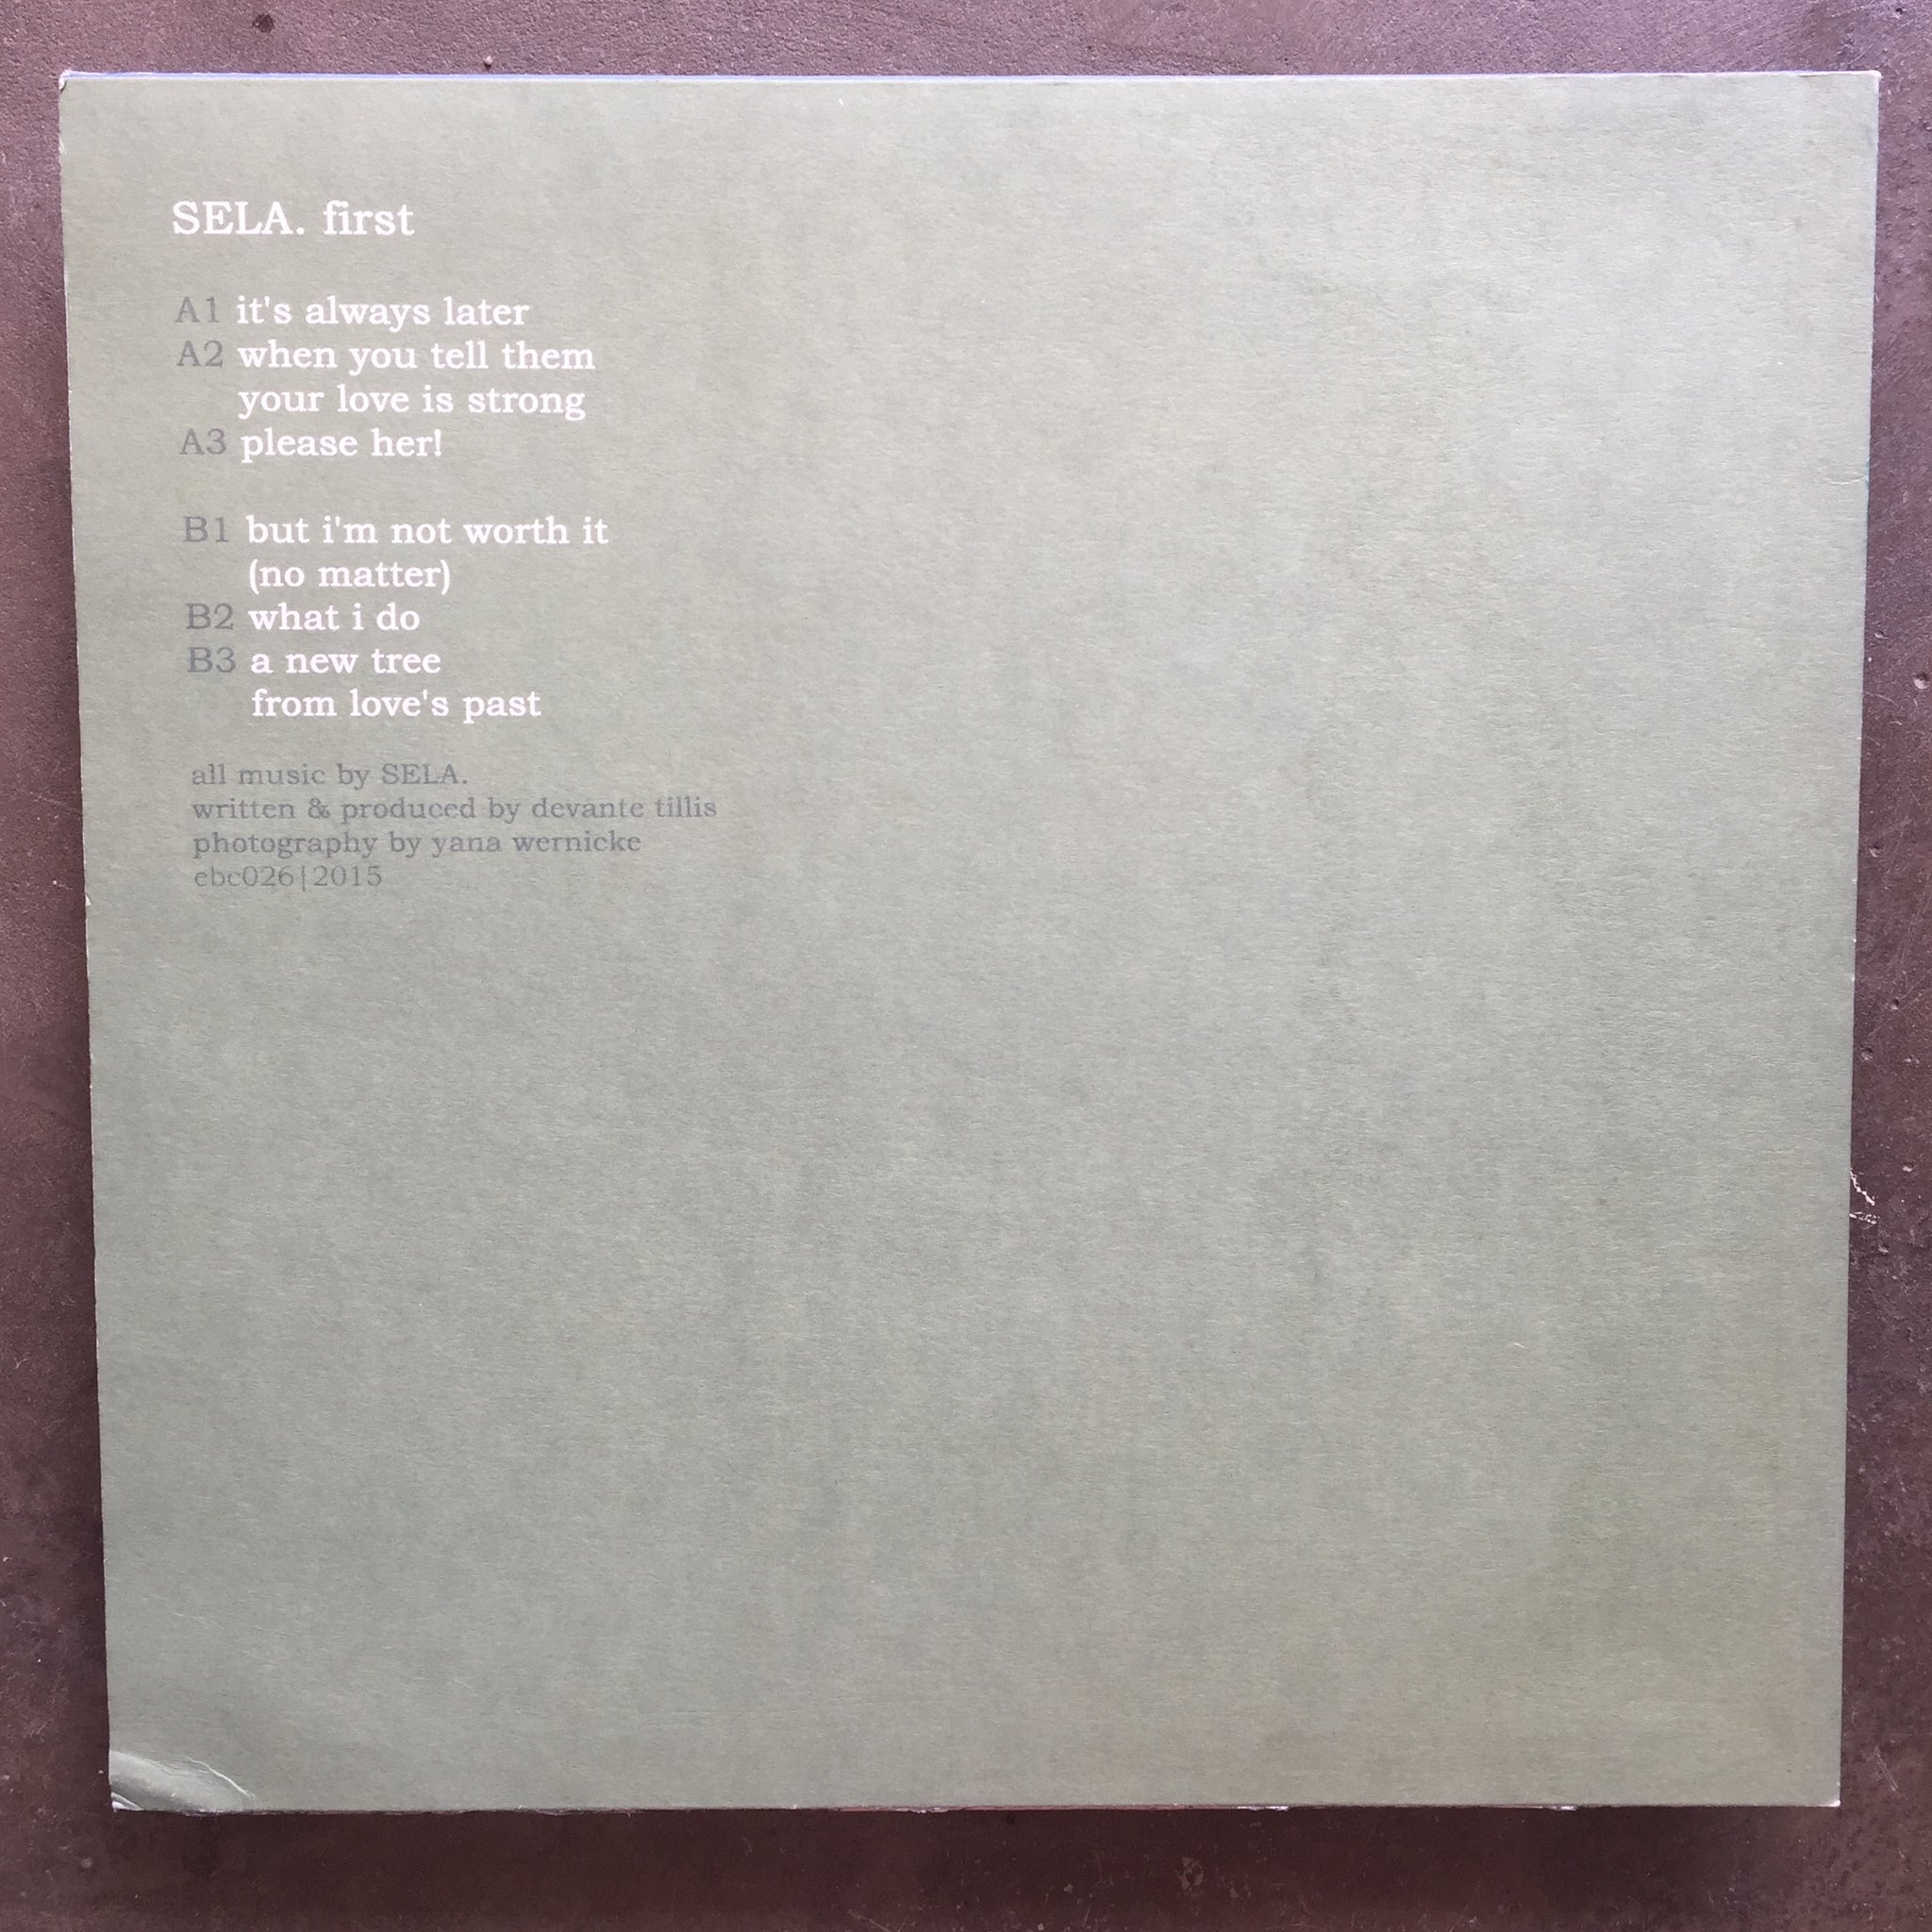 SELA. first
A1 it's always later
A2 when you tell them
your love is strong
A3 please her!
B1 but i'm not worth it
(no matter)
B2 what i do
B3 a new tree
from love's past
all music by SELA.
written & produced by devante tillis
photography by yana wernicke
ebc026|2015